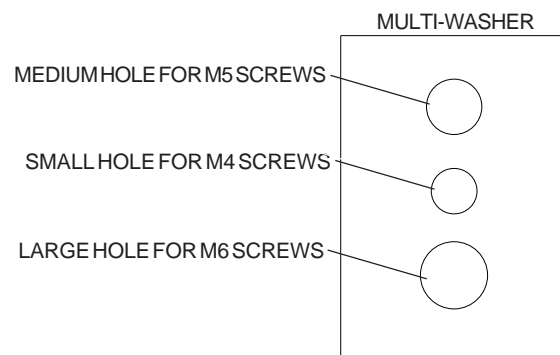 MULTI-WASHER
MEDIUM HOLE FOR M5 SCREWS
SMALL HOLE FOR M4 SCREWS
LARGE HOLE FOR M6 SCREWS